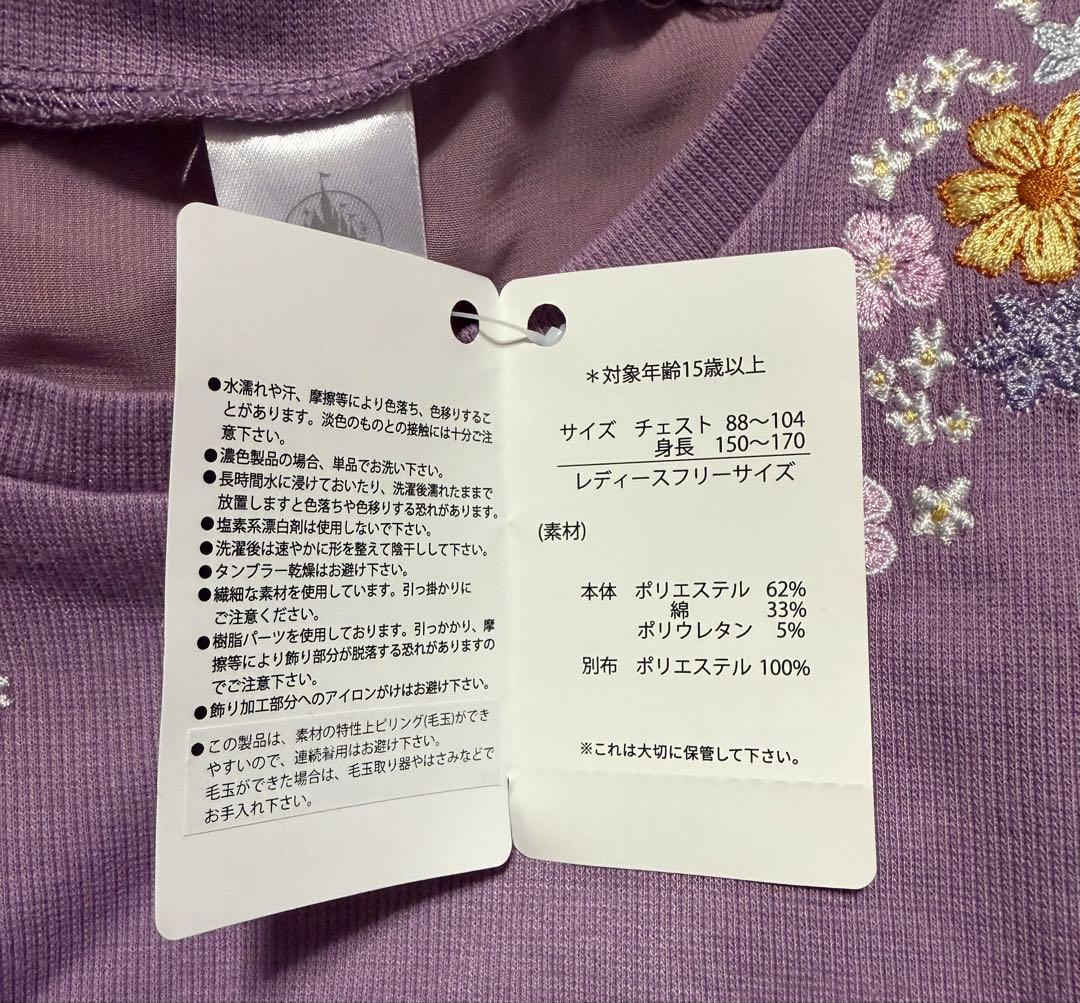 ●水濡れや汗、摩擦等により色落ち、色移りするこ
とがあります。淡色のものとの接触には十分ご注
意下さい。
●濃色製品の場合、単品でお洗い下さい。
●長時間水に浸けておいたり、洗濯後濡れたままで
放置しますと色落ちや色移りする恐れがあります。
●塩素系漂白剤は使用しないで下さい。
●洗濯後は速やかに形を整えて陰干しして下さい。
●タンブラー乾燥はお避け下さい。
●繊細な素材を使用しています。引っ掛かりに
ご注意ください。
●樹脂パーツを使用しております。引っかかり、摩
擦等により飾り部分が脱落する恐れがありますの
でご注意下さい。
●飾り加工部分へのアイロンがけはお避け下さい。
●この製品は、素材の特性上ピリング(毛玉)ができ
やすいので、連続着用はお避け下さい。
毛玉ができた場合は、毛玉取り器やはさみなどで
お手入れ下さい。
＊対象年齢15歳以上
サイズ チェスト 88～104
身長 150～170
レディースフリーサイズ
(素材)
本体 ポリエステル 62%
綿 33%
ポリウレタン 5%
別布 ポリエステル 100%
※これは大切に保管して下さい。